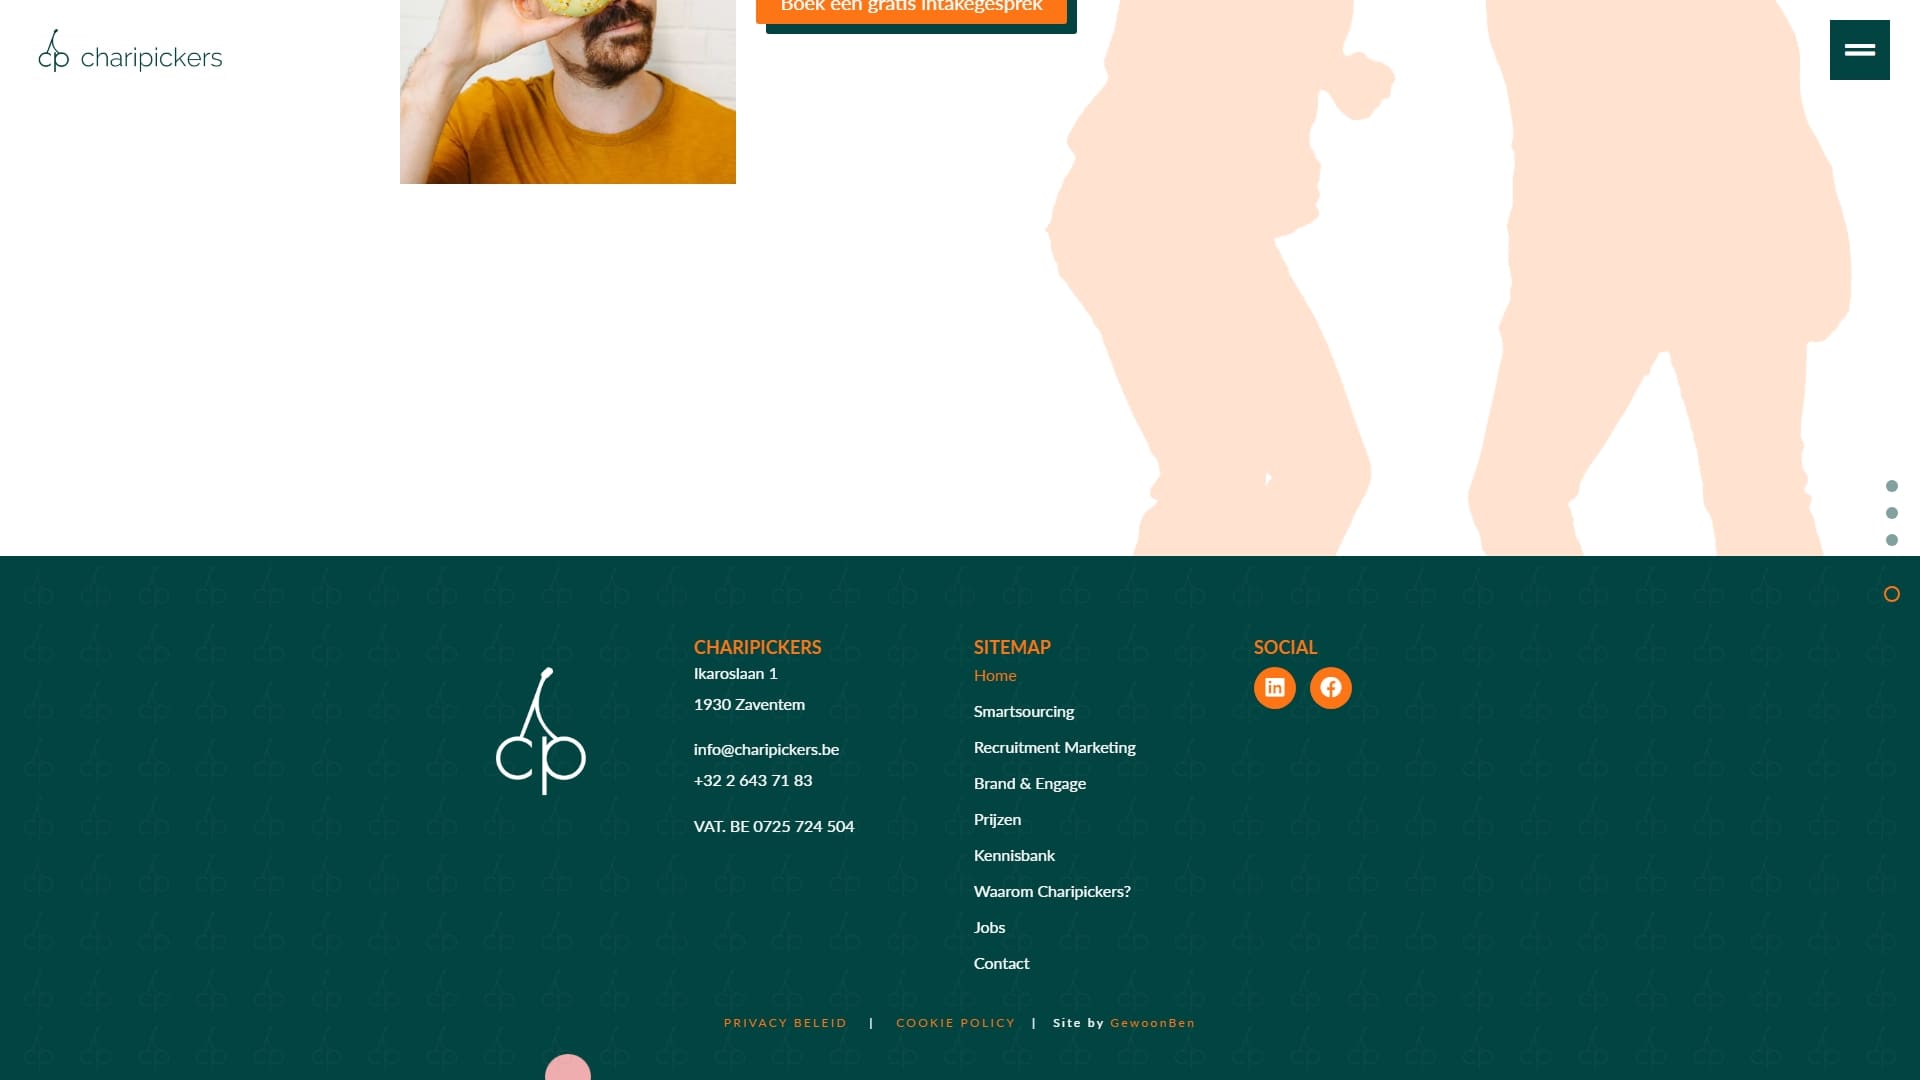 Boek een gratis intakegesprek
cp charipickers
CHARIPICKERS
Ikaroslaan 1
1930 Zaventem
info@charipickers.be
+32 2 643 71 83
VAT. BE 0725 724 504
cp
SITEMAP
Home
Smartsourcing
Recruitment Marketing
Brand & Engage
Prijzen
Kennisbank
Waarom Charipickers?
Jobs
Contact
SOCIAL
PRIVACY BELEID | COOKIE POLICY | Site by GewoonBen